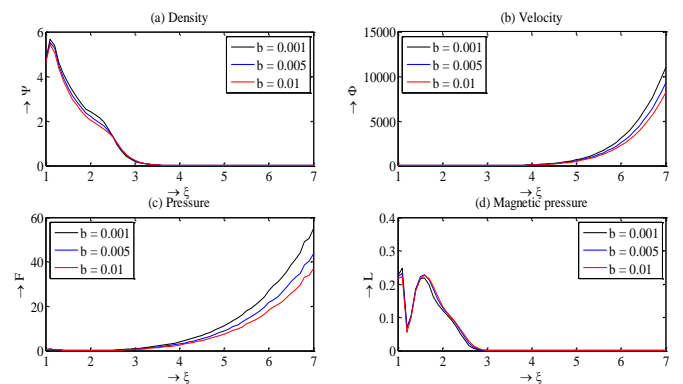 (a) Density
6
4
2
0
→ Ψ
b = 0.001
b = 0.005
b = 0.01
1 2 3 4 5 6 7
→ ξ
(b) Velocity
15000
10000
5000
0
→ Φ
b = 0.001
b = 0.005
b = 0.01
1 2 3 4 5 6 7
→ ξ
(c) Pressure
60
40
20
0
→ F
b = 0.001
b = 0.005
b = 0.01
1 2 3 4 5 6 7
→ ξ
(d) Magnetic pressure
0.4
0.3
0.2
0.1
0
→ L
b = 0.001
b = 0.005
b = 0.01
1 2 3 4 5 6 7
→ ξ